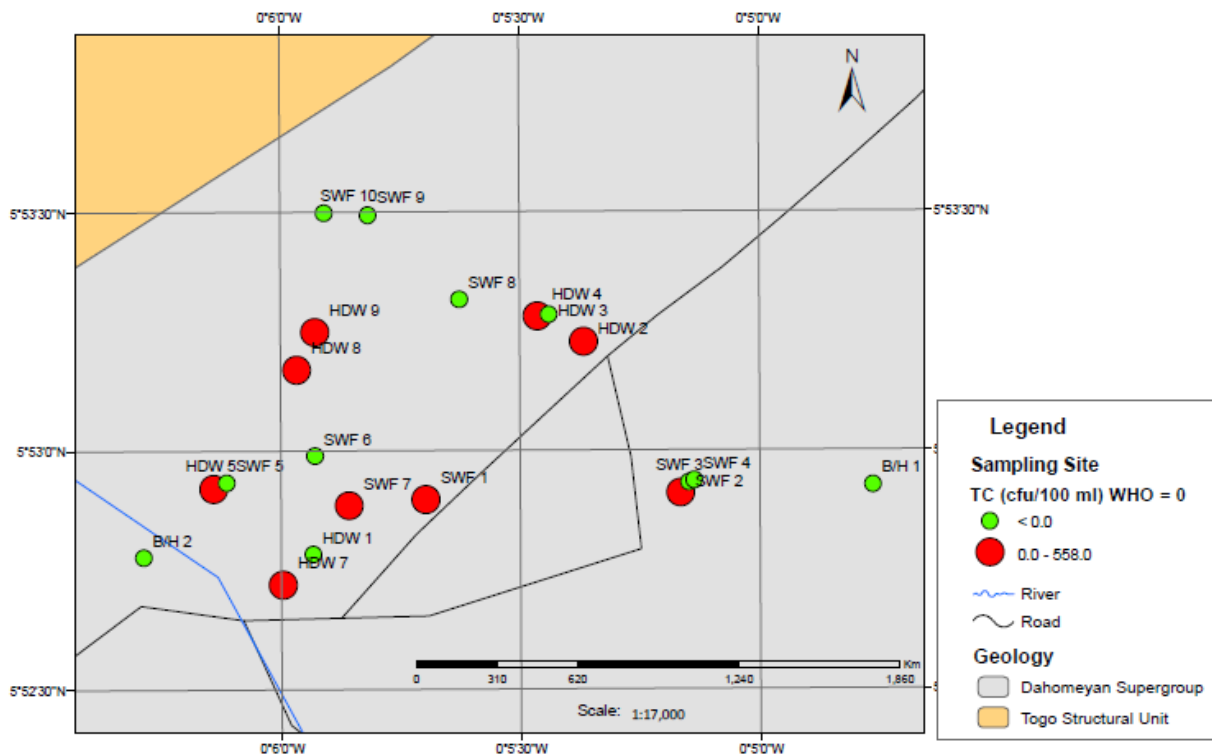 0°6'0"W 0°5'30"W 0°5'0"W
N
SWF 10 SWF 9
5°53'30"N 5°53'30"N
SWF 8
HDW 4
HDW 9 HDW 3
HDW 2
HDW 8
SWF 6
5°53'0"N 5°
HDW 5 SWF 5 SWF 3 SWF 4 B/H 1
SWF 7 SWF 1 SWF 2
B/H 2 HDW 1
HDW 7
Km
0 310 620 1,240 1,860
5°52'30"N 5°
Scale: 1:17,000
0°6'0"W 0°5'30"W 0°5'0"W
Legend
Sampling Site
TC (cfu/100 ml) WHO = 0
< 0.0
0.0 - 558.0
River
Road
Geology
Dahomeyan Supergroup
Togo Structural Unit